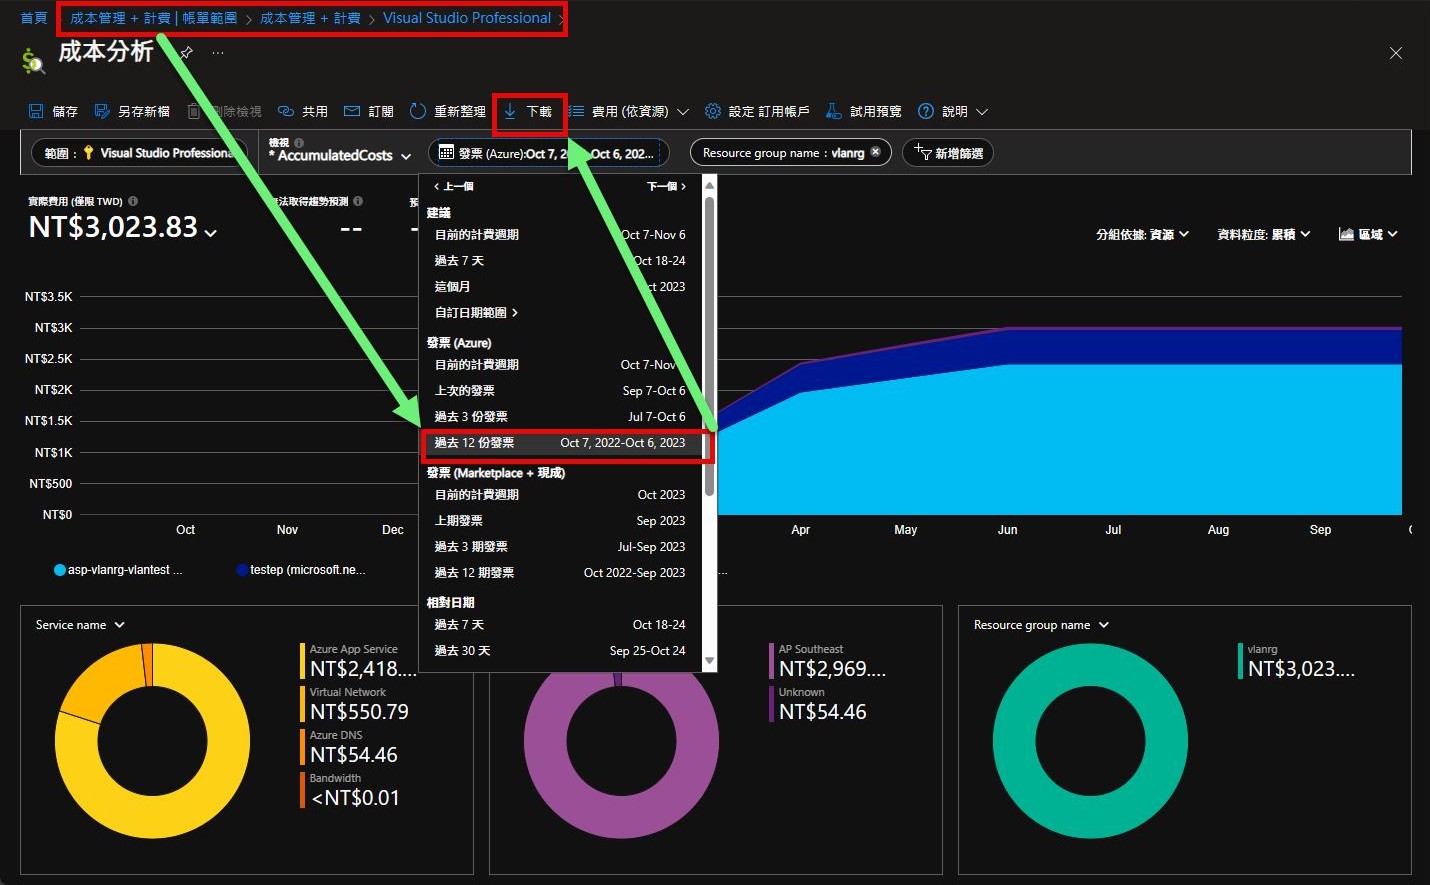 首頁 成本管理 + 計費 | 帳單範圍 > 成本管理 + 計費 > Visual Studio Professional >
成本分析 ...
儲存 另存新檔 刪除檢視 共用 訂閱 重新整理 下載 費用 (依資源) 設定 訂用帳戶 試用預覽 說明
範圍 : Visual Studio Professional
檢視
* AccumulatedCosts
發票 (Azure):Oct 7, Oct 6, 202...
Resource group name : vlanrg
新增篩選
實際費用 (僅限 TWD)
NT$3,023.83
法取得趨勢預測
--
預
-
分組依據: 資源 資料粒度: 累積 區域
< 上一個 下一個 >
建議
目前的計費週期 Oct 7-Nov 6
過去 7 天 Oct 18-24
這個月 ct 2023
自訂日期範圍 >
發票 (Azure)
目前的計費週期 Oct 7-Nov
上次的發票 Sep 7-Oct 6
過去 3 份發票 Jul 7-Oct 6
過去 12 份發票 Oct 7, 2022-Oct 6, 2023
發票 (Marketplace + 現成)
目前的計費週期 Oct 2023
上期發票 Sep 2023
過去 3 期發票 Jul-Sep 2023
過去 12 期發票 Oct 2022-Sep 2023
相對日期
過去 7 天 Oct 18-24
過去 30 天 Sep 25-Oct 24
NT$3.5K
NT$3K
NT$2.5K
NT$2K
NT$1.5K
NT$1K
NT$500
NT$0
Oct Nov Dec Apr May Jun Jul Aug Sep
asp-vlanrg-vlantest ... testep (microsoft.ne... ...
Service name
Azure App Service
NT$2,418....
Virtual Network
NT$550.79
Azure DNS
NT$54.46
Bandwidth
<NT$0.01
AP Southeast
NT$2,969....
Unknown
NT$54.46
Resource group name
vlanrg
NT$3,023....